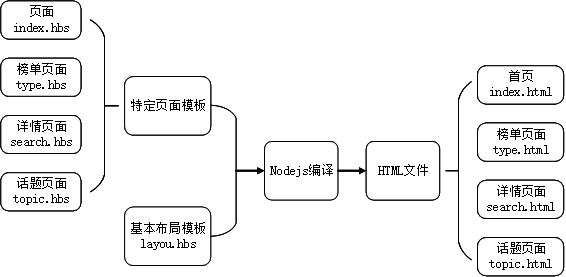 页面
index.hbs
榜单页面
type.hbs
详情页面
search.hbs
话题页面
topic.hbs
特定页面模板
基本布局模板
layou.hbs
Nodejs编译
HTML文件
首页
index.html
榜单页面
type.html
详情页面
search.html
话题页面
topic.html